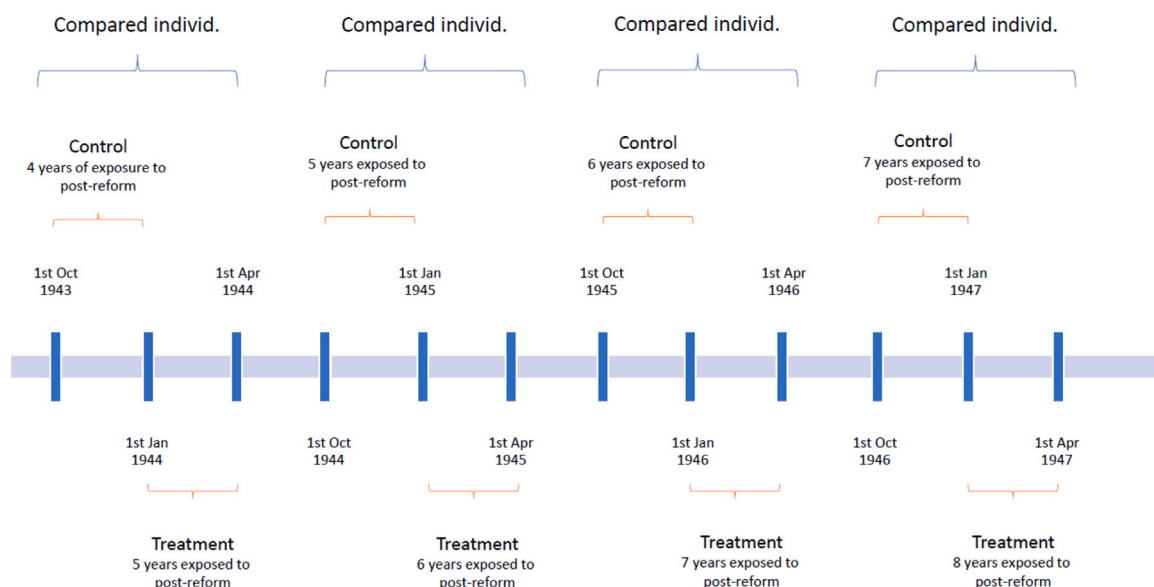 Compared individ.
Compared individ.
Compared individ.
Compared individ.
Control
4 years of exposure to
post-reform
Control
5 years exposed to
post-reform
Control
6 years exposed to
post-reform
Control
7 years exposed to
post-reform
1st Oct
1943
1st Apr
1944
1st Jan
1945
1st Oct
1945
1st Apr
1946
1st Jan
1947
1st Jan
1944
1st Oct
1944
1st Apr
1945
1st Jan
1946
1st Oct
1946
1st Apr
1947
Treatment
5 years exposed to
post-reform
Treatment
6 years exposed to
post-reform
Treatment
7 years exposed to
post-reform
Treatment
8 years exposed to
post-reform